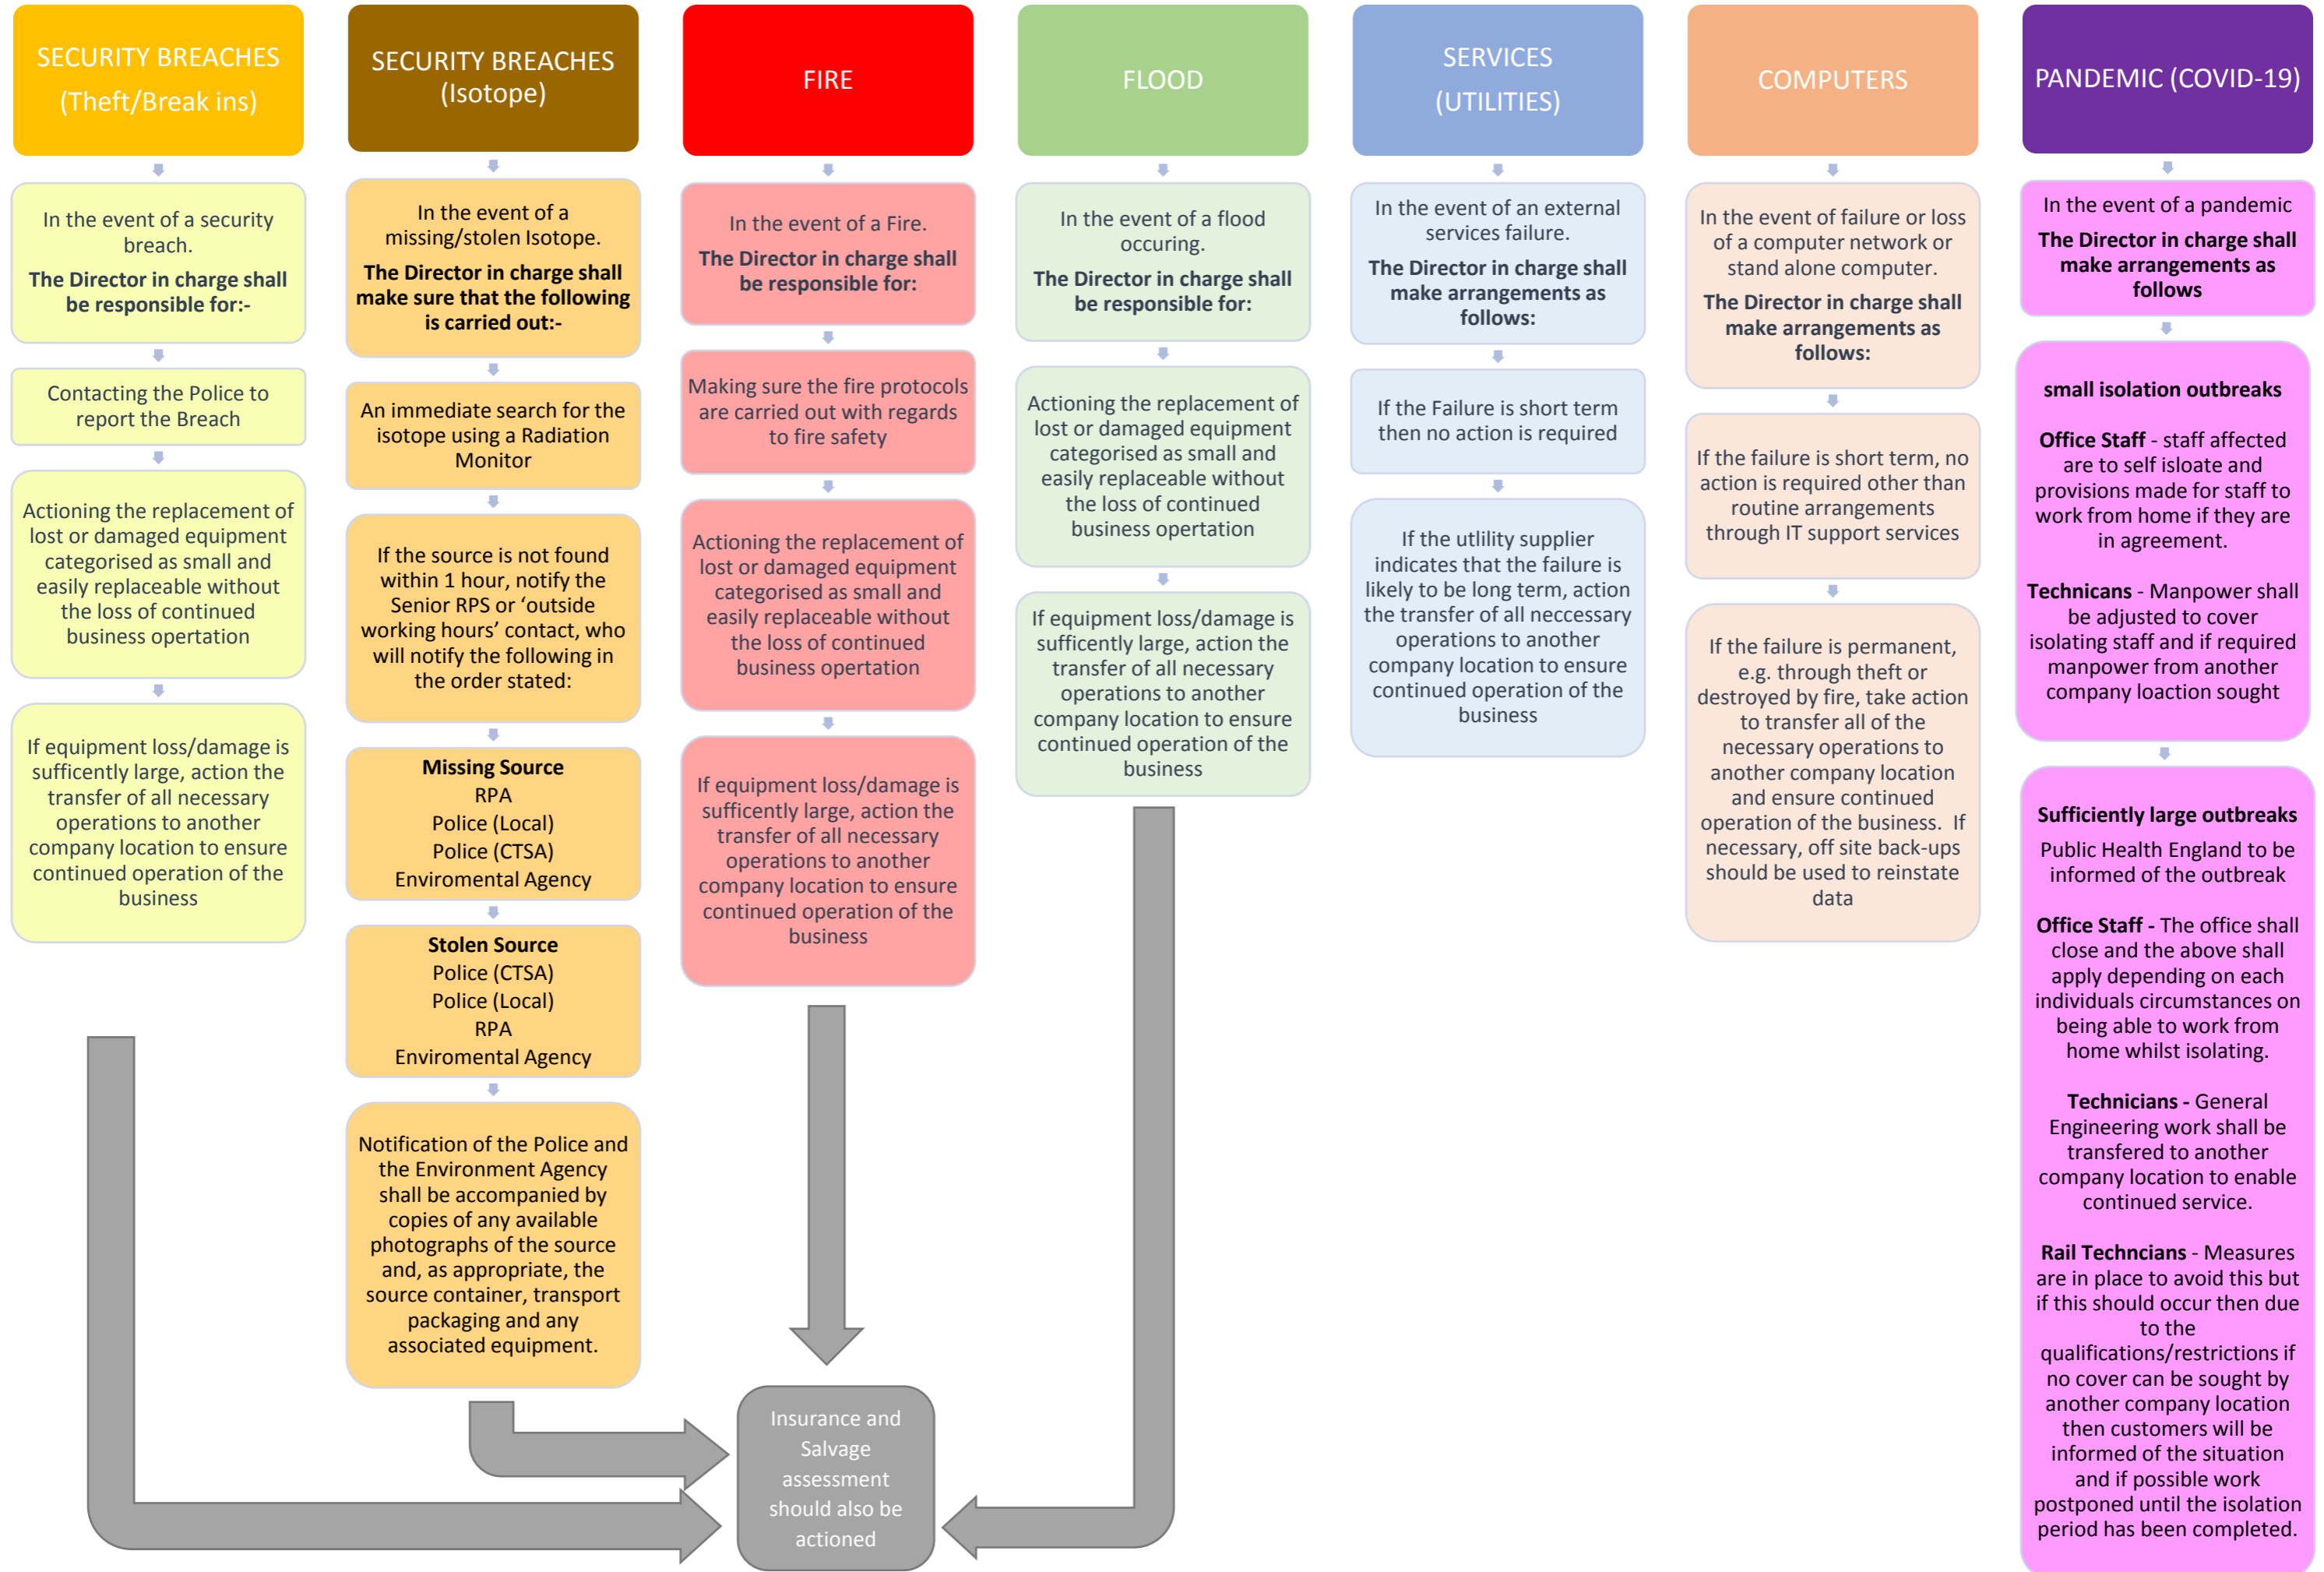 SECURITY BREACHES
(Theft/Break ins)
In the event of a security
breach.
The Director in charge shall
be responsible for:-
Contacting the Police to
report the Breach
Actioning the replacement of
lost or damaged equipment
categorised as small and
easily replaceable without
the loss of continued
business opertation
If equipment loss/damage is
sufficently large, action the
transfer of all necessary
operations to another
company location to ensure
continued operation of the
business
SECURITY BREACHES
(Isotope)
In the event of a
missing/stolen Isotope.
The Director in charge shall
make sure that the following
is carried out:-
An immediate search for the
isotope using a Radiation
Monitor
If the source is not found
within 1 hour, notify the
Senior RPS or ‘outside
working hours’ contact, who
will notify the following in
the order stated:
Missing Source
RPA
Police (Local)
Police (CTSA)
Enviromental Agency
Stolen Source
Police (CTSA)
Police (Local)
RPA
Enviromental Agency
Notification of the Police and
the Environment Agency
shall be accompanied by
copies of any available
photographs of the source
and, as appropriate, the
source container, transport
packaging and any
associated equipment.
FIRE
In the event of a Fire.
The Director in charge shall
be responsible for:
Making sure the fire protocols
are carried out with regards
to fire safety
Actioning the replacement of
lost or damaged equipment
categorised as small and
easily replaceable without
the loss of continued
business opertation
If equipment loss/damage is
sufficently large, action the
transfer of all necessary
operations to another
company location to ensure
continued operation of the
business
Insurance and
Salvage
assessment
should also be
actioned
FLOOD
In the event of a flood
occuring.
The Director in charge shall
be responsible for:
Actioning the replacement of
lost or damaged equipment
categorised as small and
easily replaceable without
the loss of continued
business opertation
If equipment loss/damage is
sufficently large, action the
transfer of all necessary
operations to another
company location to ensure
continued operation of the
business
SERVICES
(UTILITIES)
In the event of an external
services failure.
The Director in charge shall
make arrangements as
follows:
If the Failure is short term
then no action is required
If the utlility supplier
indicates that the failure is
likely to be long term, action
the transfer of all neccessary
operations to another
company location to ensure
continued operation of the
business
COMPUTERS
In the event of failure or loss
of a computer network or
stand alone computer.
The Director in charge shall
make arrangements as
follows:
If the failure is short term, no
action is required other than
routine arrangements
through IT support services
If the failure is permanent,
e.g. through theft or
destroyed by fire, take action
to transfer all of the
necessary operations to
another company location
and ensure continued
operation of the business. If
necessary, off site back-ups
should be used to reinstate
data
PANDEMIC (COVID-19)
In the event of a pandemic
The Director in charge shall
make arrangements as
follows
small isolation outbreaks
Office Staff - staff affected
are to self isloate and
provisions made for staff to
work from home if they are
in agreement.
Technicans - Manpower shall
be adjusted to cover
isolating staff and if required
manpower from another
company loaction sought
Sufficiently large outbreaks
Public Health England to be
informed of the outbreak
Office Staff - The office shall
close and the above shall
apply depending on each
individuals circumstances on
being able to work from
home whilst isolating.
Technicians - General
Engineering work shall be
transfered to another
company location to enable
continued service.
Rail Techncians - Measures
are in place to avoid this but
if this should occur then due
to the
qualifications/restrictions if
no cover can be sought by
another company location
then customers will be
informed of the situation
and if possible work
postponed until the isolation
period has been completed.